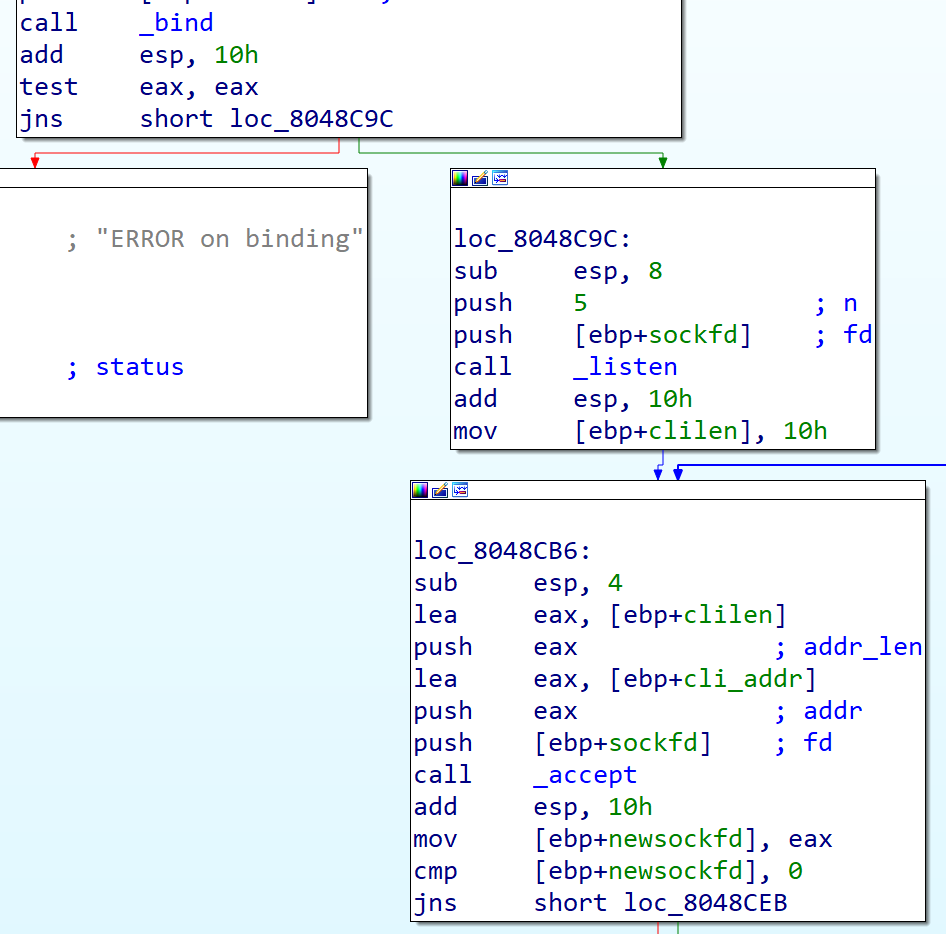 call _bind
add esp, 10h
test eax, eax
jns short loc_8048C9C
; "ERROR on binding"
; status
loc_8048C9C:
sub esp, 8
push 5 ; n
push [ebp+sockfd] ; fd
call _listen
add esp, 10h
mov [ebp+clilen], 10h
loc_8048CB6:
sub esp, 4
lea eax, [ebp+clilen]
push eax ; addr_len
lea eax, [ebp+cli_addr]
push eax ; addr
push [ebp+sockfd] ; fd
call _accept
add esp, 10h
mov [ebp+newsockfd], eax
cmp [ebp+newsockfd], 0
jns short loc_8048CEB